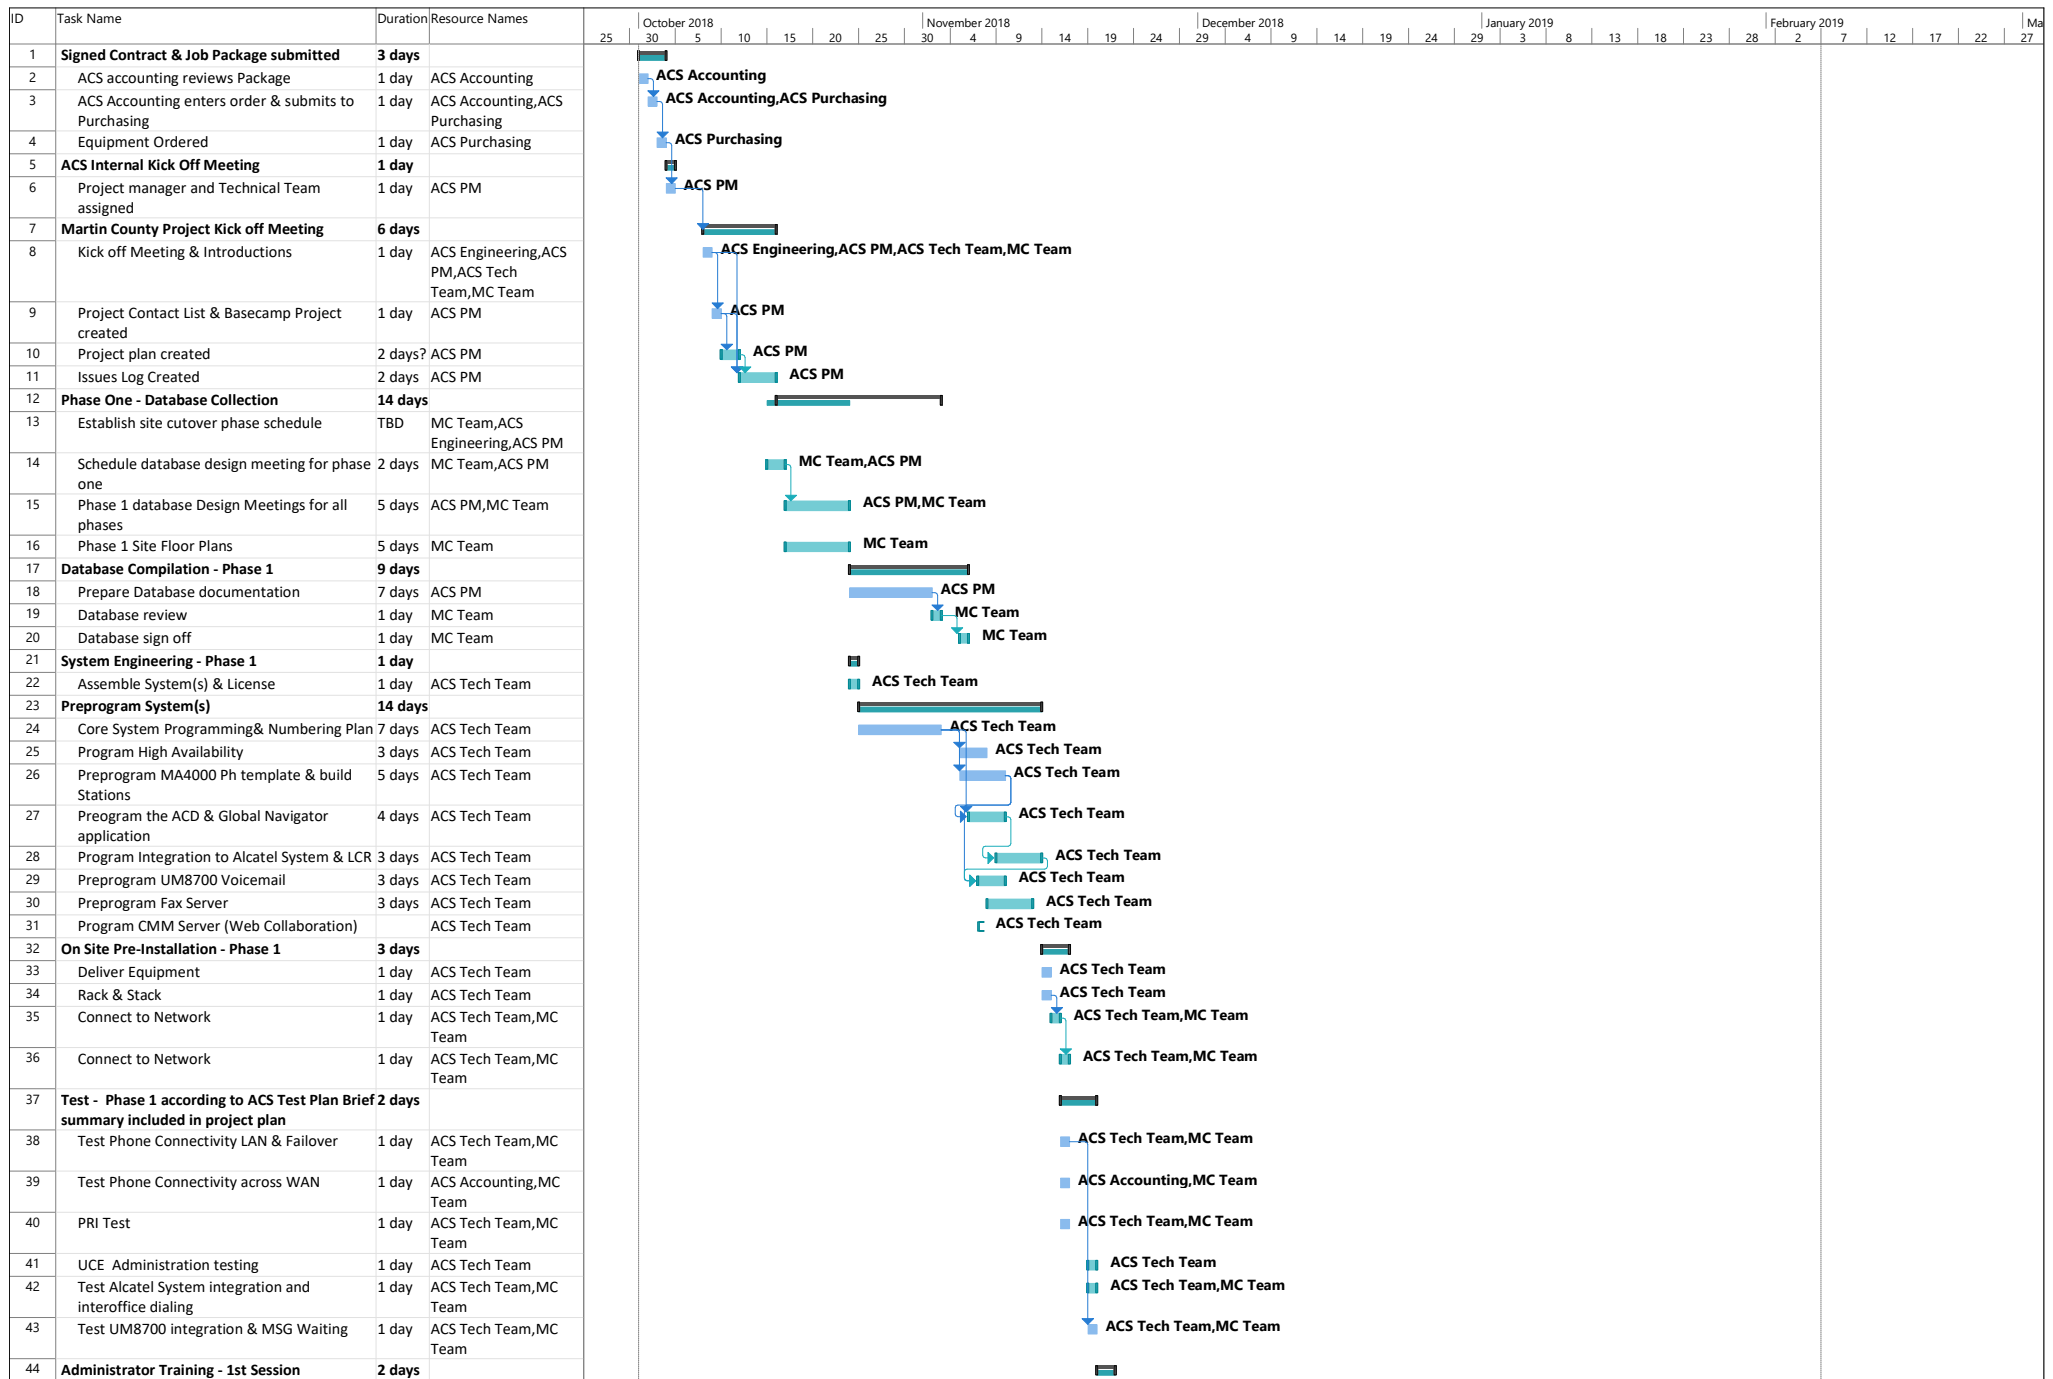 ID Task Name Duration Resource Names
October 2018 November 2018 December 2018 January 2019 February 2019 Ma
25 30 5 10 15 20 25 30 4 9 14 19 24 29 4 9 14 19 24 29 3 8 13 18 23 28 2 7 12 17 22 27
1 Signed Contract & Job Package submitted 3 days
2 ACS accounting reviews Package 1 day ACS Accounting ACS Accounting
3 ACS Accounting enters order & submits to 1 day ACS Accounting,ACS ACS Accounting,ACS Purchasing
Purchasing Purchasing
4 Equipment Ordered 1 day ACS Purchasing ACS Purchasing
5 ACS Internal Kick Off Meeting 1 day
6 Project manager and Technical Team 1 day ACS PM ACS PM
assigned
7 Martin County Project Kick off Meeting 6 days
8 Kick off Meeting & Introductions 1 day ACS Engineering,ACS ACS Engineering,ACS PM,ACS Tech Team,MC Team
PM,ACS Tech
Team,MC Team
9 Project Contact List & Basecamp Project 1 day ACS PM ACS PM
created
10 Project plan created 2 days? ACS PM ACS PM
11 Issues Log Created 2 days ACS PM ACS PM
12 Phase One - Database Collection 14 days
13 Establish site cutover phase schedule TBD MC Team,ACS
Engineering,ACS PM
14 Schedule database design meeting for phase 2 days MC Team,ACS PM MC Team,ACS PM
one
15 Phase 1 database Design Meetings for all 5 days ACS PM,MC Team ACS PM,MC Team
phases
16 Phase 1 Site Floor Plans 5 days MC Team MC Team
17 Database Compilation - Phase 1 9 days
18 Prepare Database documentation 7 days ACS PM ACS PM
19 Database review 1 day MC Team MC Team
20 Database sign off 1 day MC Team MC Team
21 System Engineering - Phase 1 1 day
22 Assemble System(s) & License 1 day ACS Tech Team ACS Tech Team
23 Preprogram System(s) 14 days
24 Core System Programming& Numbering Plan 7 days ACS Tech Team ACS Tech Team
25 Program High Availability 3 days ACS Tech Team ACS Tech Team
26 Preprogram MA4000 Ph template & build 5 days ACS Tech Team ACS Tech Team
Stations
27 Preogram the ACD & Global Navigator 4 days ACS Tech Team ACS Tech Team
application
28 Program Integration to Alcatel System & LCR 3 days ACS Tech Team ACS Tech Team
29 Preprogram UM8700 Voicemail 3 days ACS Tech Team ACS Tech Team
30 Preprogram Fax Server 3 days ACS Tech Team ACS Tech Team
31 Program CMM Server (Web Collaboration) ACS Tech Team ACS Tech Team
32 On Site Pre-Installation - Phase 1 3 days
33 Deliver Equipment 1 day ACS Tech Team ACS Tech Team
34 Rack & Stack 1 day ACS Tech Team ACS Tech Team
35 Connect to Network 1 day ACS Tech Team,MC ACS Tech Team,MC Team
Team
36 Connect to Network 1 day ACS Tech Team,MC ACS Tech Team,MC Team
Team
37 Test - Phase 1 according to ACS Test Plan Brief 2 days
summary included in project plan
38 Test Phone Connectivity LAN & Failover 1 day ACS Tech Team,MC ACS Tech Team,MC Team
Team
39 Test Phone Connectivity across WAN 1 day ACS Accounting,MC ACS Accounting,MC Team
Team
40 PRI Test 1 day ACS Tech Team,MC ACS Tech Team,MC Team
Team
41 UCE Administration testing 1 day ACS Tech Team ACS Tech Team
42 Test Alcatel System integration and 1 day ACS Tech Team,MC ACS Tech Team,MC Team
interoffice dialing Team
43 Test UM8700 integration & MSG Waiting 1 day ACS Tech Team,MC ACS Tech Team,MC Team
Team
44 Administrator Training - 1st Session 2 days